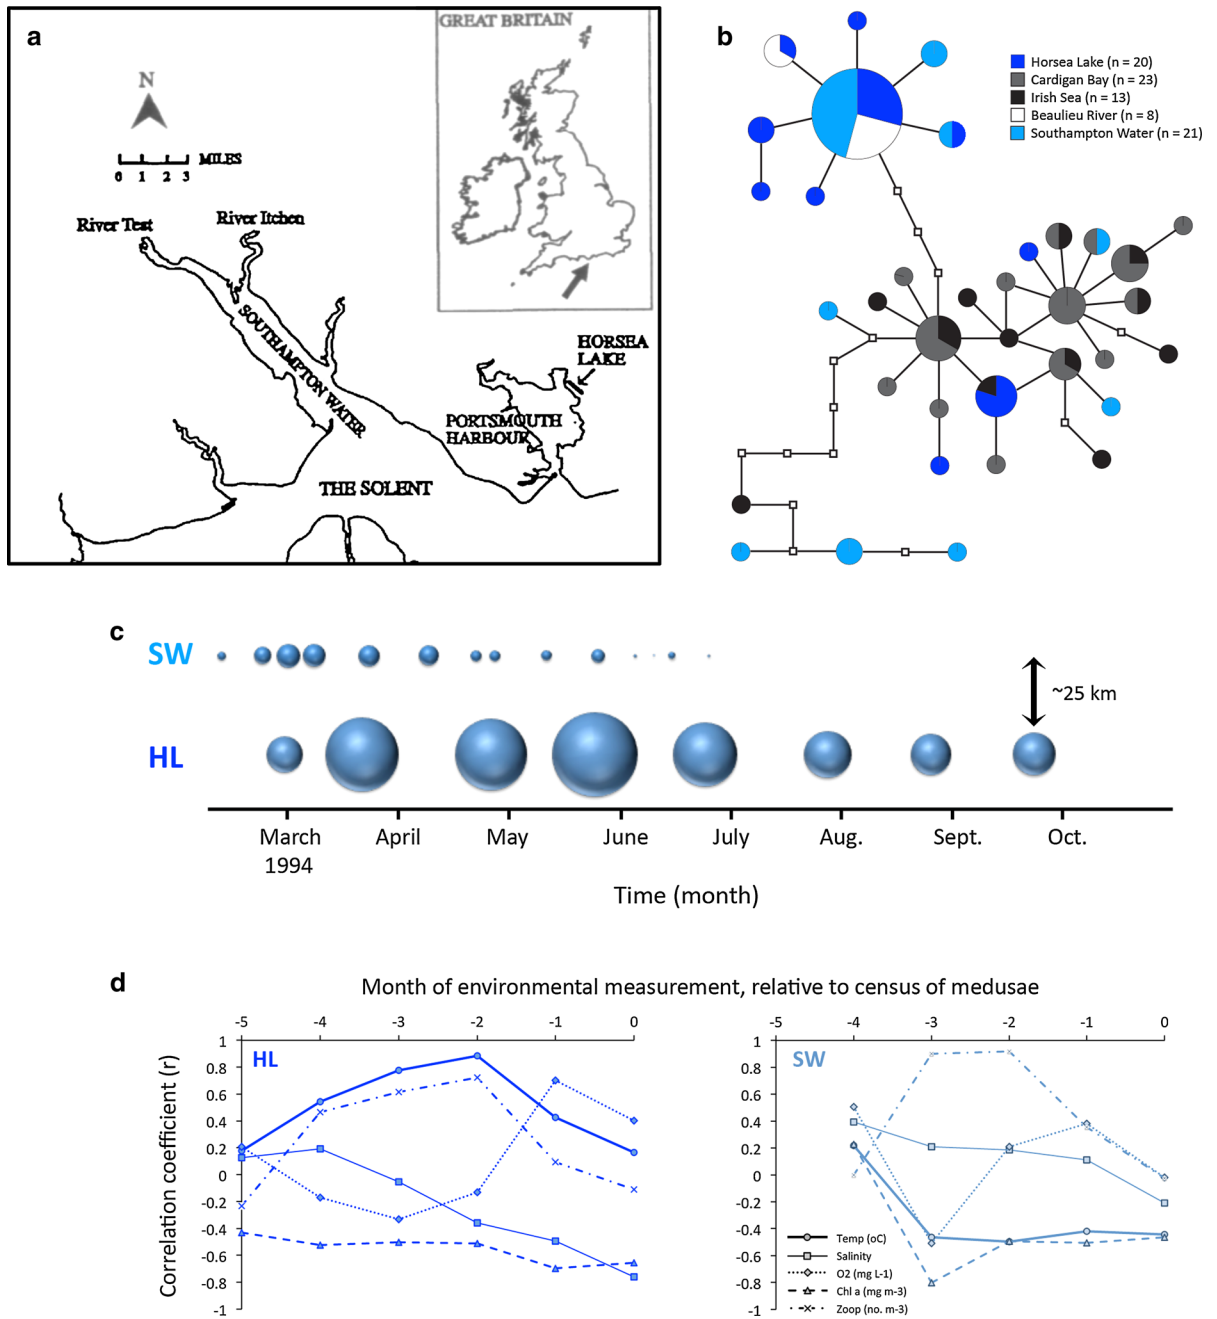 a
GREAT BRITAIN
N
MILES
0 1 2 3
River Test
River Itchen
SOUTHAMPTON WATER
HORSEA
LAKE
PORTSMOUTH
HARBOUR
THE SOLENT
b
Horsea Lake (n = 20)
Cardigan Bay (n = 23)
Irish Sea (n = 13)
Beaulieu River (n = 8)
Southampton Water (n = 21)
c
SW
~25 km
HL
March April May June July Aug. Sept. Oct.
1994
Time (month)
d
Month of environmental measurement, relative to census of medusae
-5 -4 -3 -2 -1 0
HL
Correlation coefficient (r)
1
0.8
0.6
0.4
0.2
0
-0.2
-0.4
-0.6
-0.8
-1
-5 -4 -3 -2 -1 0
SW
1
0.8
0.6
0.4
0.2
0
-0.2
-0.4
-0.6
-0.8
-1
Temp (oC)
Salinity
O2 (mg L-1)
Chl a (mg m-3)
Zoop (no. m-3)